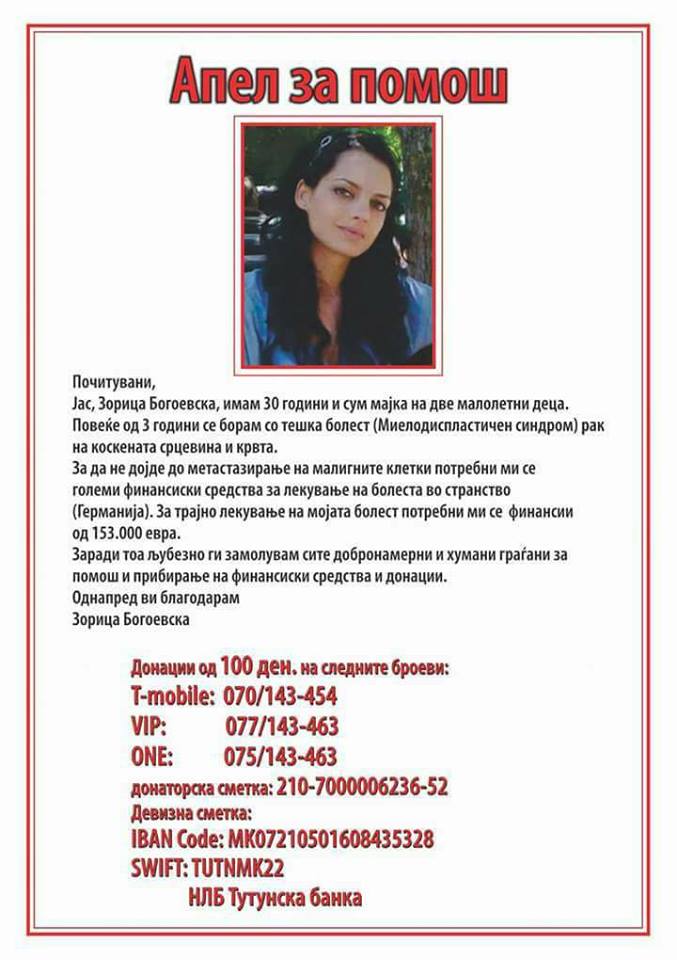 Апел за помош
Почитувани,
Јас, Зорица Богоевска, имам 30 години и сум мајка на две малолетни деца.
Повеќе од 3 години се борам со тешка болест (Миелодиспластичен синдром) рак
на коскената срцевина и крвта.
За да не дојде до метастазирање на малигните клетки потребни ми се
големи финансиски средства за лекување на болеста во странство
(Германија). За трајно лекување на мојата болест потребни ми се финансии
од 153.000 евра.
Заради тоа љубезно ги замолувам сите добронамерни и хумани граѓани за
помош и прибирање на финансиски средства и донации.
Однапред ви благодарам
Зорица Богоевска
Донации од 100 ден. на следните броеви:
T-mobile: 070/143-454
VIP: 077/143-463
ONE: 075/143-463
донаторска сметка: 210-7000006236-52
Девизна сметка:
IBAN Code: MK07210501608435328
SWIFT: TUTNMK22
НЛБ Тутунска банка